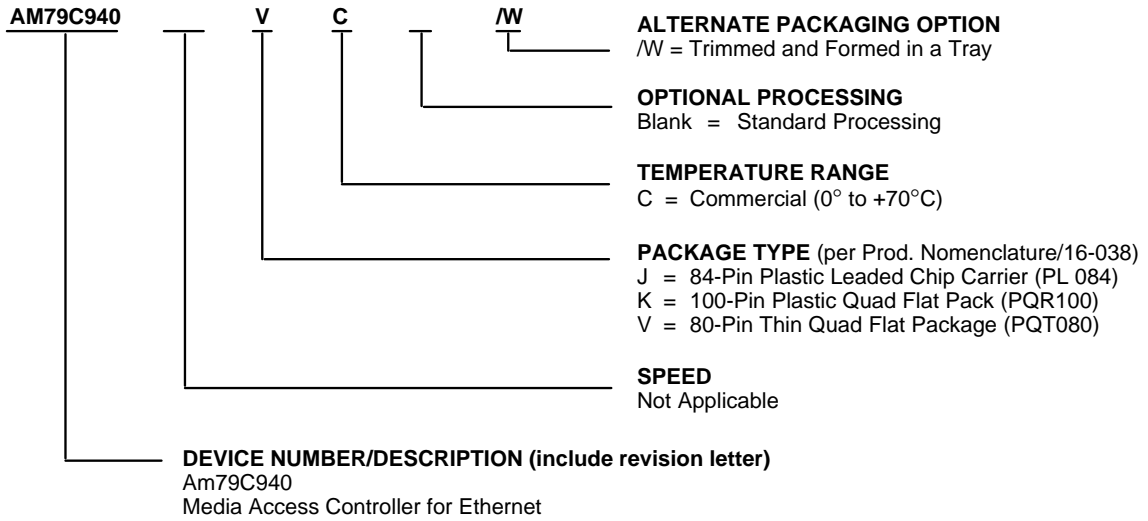 AM79C940 V C /W
ALTERNATE PACKAGING OPTION
/W = Trimmed and Formed in a Tray
OPTIONAL PROCESSING
Blank = Standard Processing
TEMPERATURE RANGE
C = Commercial (0° to +70°C)
PACKAGE TYPE (per Prod. Nomenclature/16-038)
J = 84-Pin Plastic Leaded Chip Carrier (PL 084)
K = 100-Pin Plastic Quad Flat Pack (PQR100)
V = 80-Pin Thin Quad Flat Package (PQT080)
SPEED
Not Applicable
DEVICE NUMBER/DESCRIPTION (include revision letter)
Am79C940
Media Access Controller for Ethernet